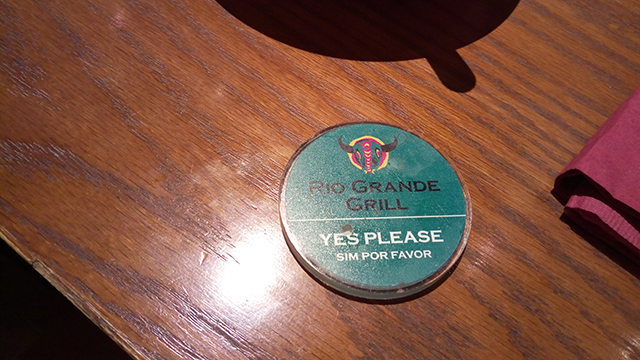 RIO GRANDE
GRILL
YES PLEASE
SIM POR FAVOR